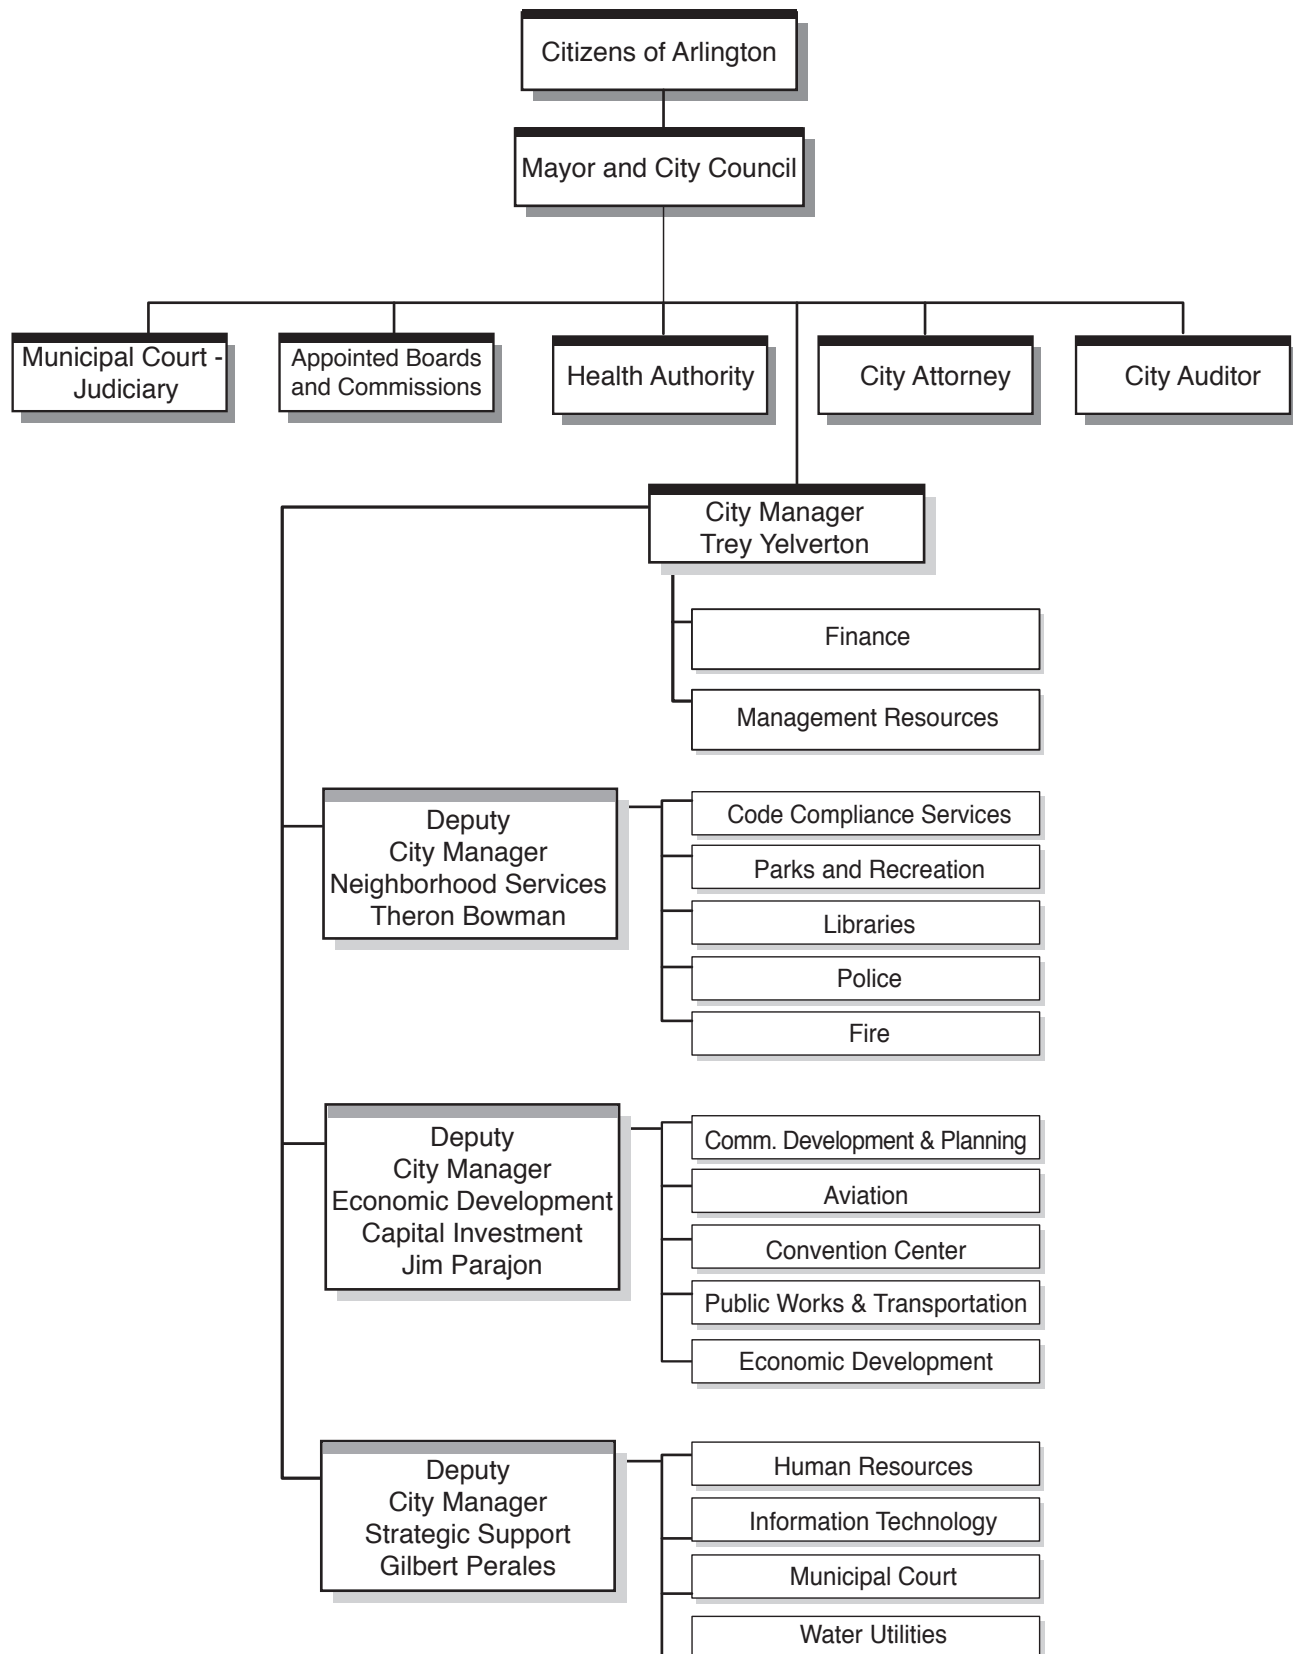 Citizens of Arlington
Mayor and City Council
Municipal Court -
Judiciary
Appointed Boards
and Commissions
Health Authority
City Attorney
City Auditor
City Manager
Trey Yelverton
Finance
Management Resources
Deputy
City Manager
Neighborhood Services
Theron Bowman
Code Compliance Services
Parks and Recreation
Libraries
Police
Fire
Deputy
City Manager
Economic Development
Capital Investment
Jim Parajon
Comm. Development & Planning
Aviation
Convention Center
Public Works & Transportation
Economic Development
Deputy
City Manager
Strategic Support
Gilbert Perales
Human Resources
Information Technology
Municipal Court
Water Utilities